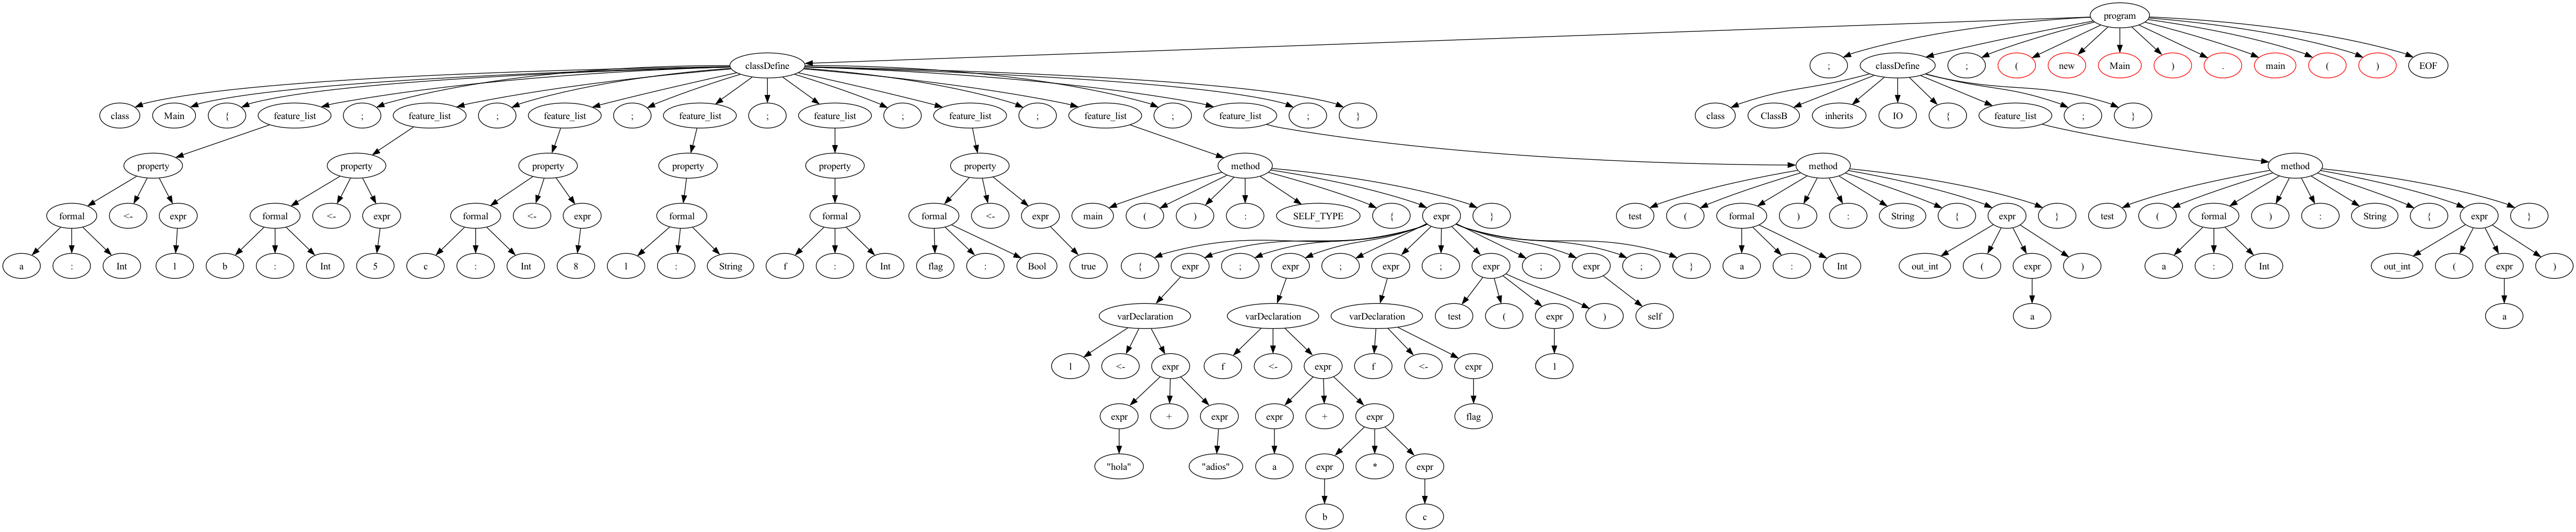 program
classDefine ; classDefine ; ( new Main ) . main ( ) EOF
class Main { feature_list ; feature_list ; feature_list ; feature_list ; feature_list ; feature_list ; feature_list ; feature_list ; } class ClassB inherits IO { feature_list ; }
property property property property property property method method method
formal <- expr formal <- expr formal <- expr formal formal formal <- expr main ( ) : SELF_TYPE { expr } test ( formal ) : String { expr } test ( formal ) : String { expr }
a : Int 1 b : Int 5 c : Int 8 l : String f : Int flag : Bool true { expr ; expr ; expr ; expr ; expr ; } a : Int out_int ( expr ) a : Int out_int ( expr )
varDeclaration varDeclaration varDeclaration test ( expr ) self a a
l <- expr f <- expr f <- expr 1
expr + expr expr + expr flag
"hola" "adios" a expr * expr
b c